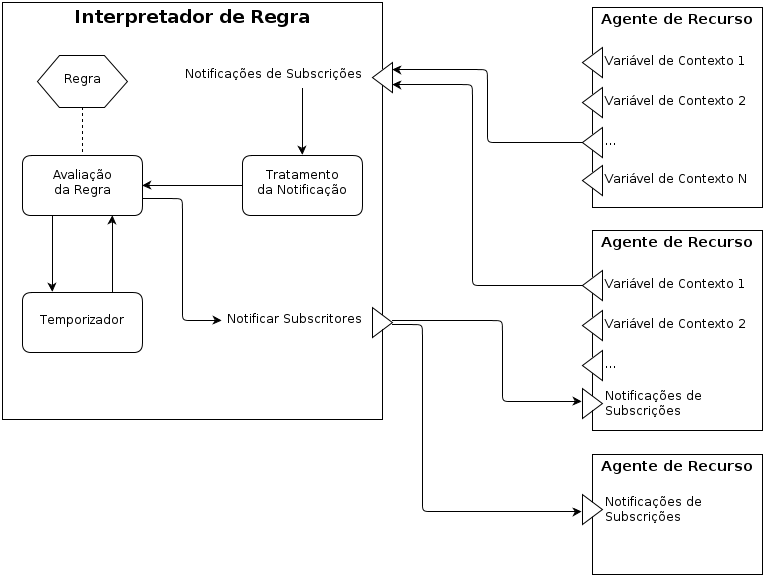 Interpretador de Regra
Regra
Notificações de Subscrições
Avaliação
da Regra
Tratamento
da Notificação
Temporizador
Notificar Subscritores
Agente de Recurso
Variável de Contexto 1
Variável de Contexto 2
...
Variável de Contexto N
Agente de Recurso
Variável de Contexto 1
Variável de Contexto 2
...
Notificações de
Subscrições
Agente de Recurso
Notificações de
Subscrições